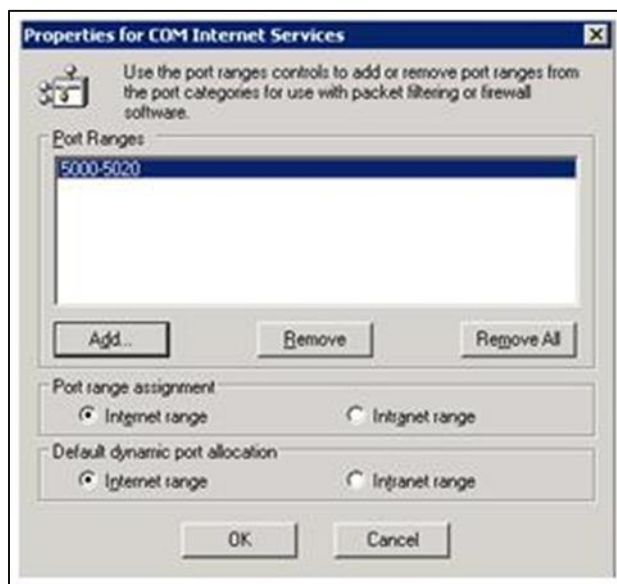 Properties for COM Internet Services
Use the port ranges controls to add or remove port ranges from
the port categories for use with packet filtering or firewall
software.
Port Ranges
5000-5020
Add...
Remove
Remove All
Port range assignment
Internet range
Intranet range
Default dynamic port allocation
Internet range
Intranet range
OK
Cancel